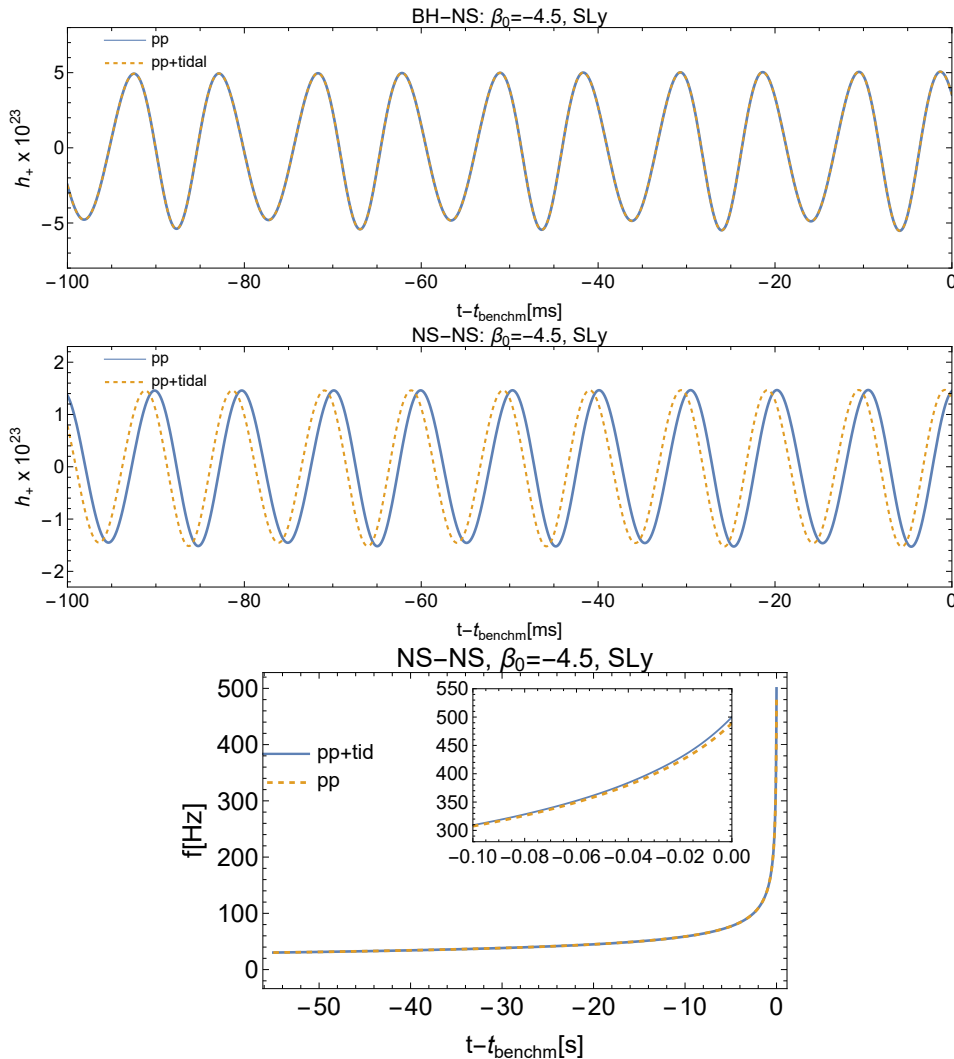 BH−NS: β₀=−4.5, SLy
pp
pp+tidal
h₊ x 10²³
5
0
−5
−100 −80 −60 −40 −20 0
t−t_benchm[ms]
NS−NS: β₀=−4.5, SLy
pp
pp+tidal
h₊ x 10²³
2
1
0
−1
−2
−100 −80 −60 −40 −20 0
t−t_benchm[ms]
NS−NS, β₀=−4.5, SLy
pp+tid
pp
f[Hz]
500
400
300
200
100
0
550
500
450
400
350
300
−0.10 −0.08 −0.06 −0.04 −0.02 0.00
−50 −40 −30 −20 −10 0
t−t_benchm[s]